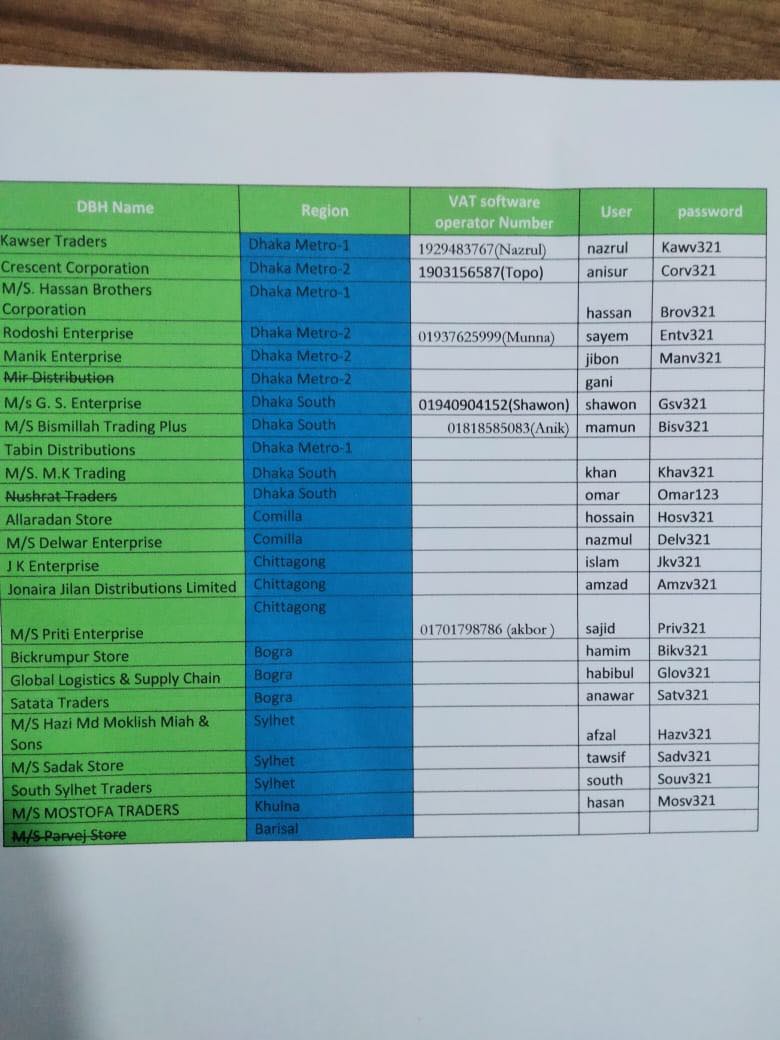 DBH Name Region VAT software operator Number User password
Kawser Traders Dhaka Metro-1 1929483767(Nazrul) nazrul Kawv321
Crescent Corporation Dhaka Metro-2 1903156587(Topo) anisur Corv321
M/S. Hassan Brothers Dhaka Metro-1
Corporation hassan Brov321
Rodoshi Enterprise Dhaka Metro-2 01937625999(Munna) sayem Entv321
Manik Enterprise Dhaka Metro-2 jibon Manv321
Mir Distribution Dhaka Metro-2 gani
M/s G. S. Enterprise Dhaka South 01940904152(Shawon) shawon Gsv321
M/S Bismillah Trading Plus Dhaka South 01818585083(Anik) mamun Bisv321
Tabin Distributions Dhaka Metro-1
M/S. M.K Trading Dhaka South khan Khav321
Nushrat Traders Dhaka South omar Omar123
Allaradan Store Comilla hossain Hosv321
M/S Delwar Enterprise Comilla nazmul Delv321
J K Enterprise Chittagong islam Jkv321
Jonaira Jilan Distributions Limited Chittagong amzad Amzv321
Chittagong
M/S Priti Enterprise 01701798786 (akbor ) sajid Priv321
Bickrumpur Store Bogra hamim Bikv321
Global Logistics & Supply Chain Bogra habibul Glov321
Satata Traders Bogra anawar Satv321
M/S Hazi Md Moklish Miah & Sylhet
Sons afzal Hazv321
M/S Sadak Store Sylhet tawsif Sadv321
South Sylhet Traders Sylhet south Souv321
M/S MOSTOFA TRADERS Khulna hasan Mosv321
M/S Parvej Store Barisal